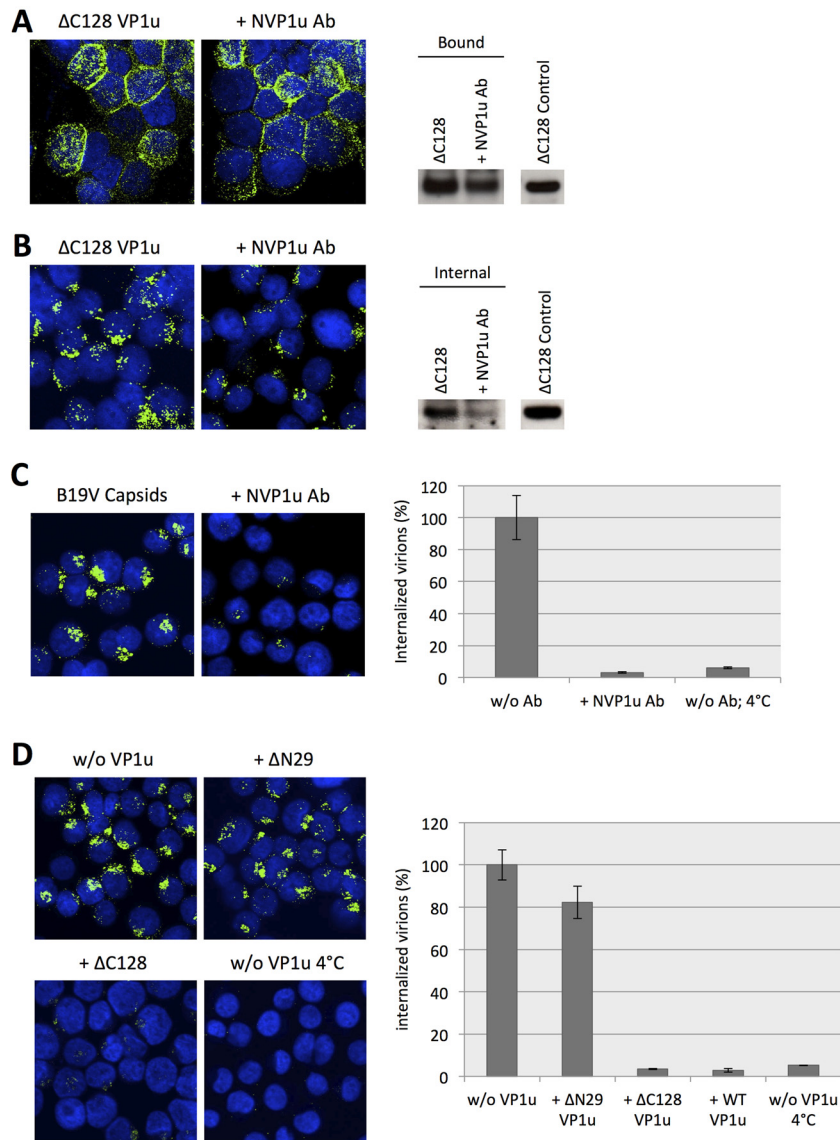 A
ΔC128 VP1u
+ NVP1u Ab
Bound
ΔC128
+ NVP1u Ab
ΔC128 Control
B
ΔC128 VP1u
+ NVP1u Ab
Internal
ΔC128
+ NVP1u Ab
ΔC128 Control
C
B19V Capsids
+ NVP1u Ab
Internalized virions (%)
120
100
80
60
40
20
0
w/o Ab
+ NVP1u Ab
w/o Ab; 4°C
D
w/o VP1u
+ ΔN29
+ ΔC128
w/o VP1u 4°C
internalized virions (%)
120
100
80
60
40
20
0
w/o VP1u
+ ΔN29
VP1u
+ ΔC128
VP1u
+ WT
VP1u
w/o VP1u
4°C